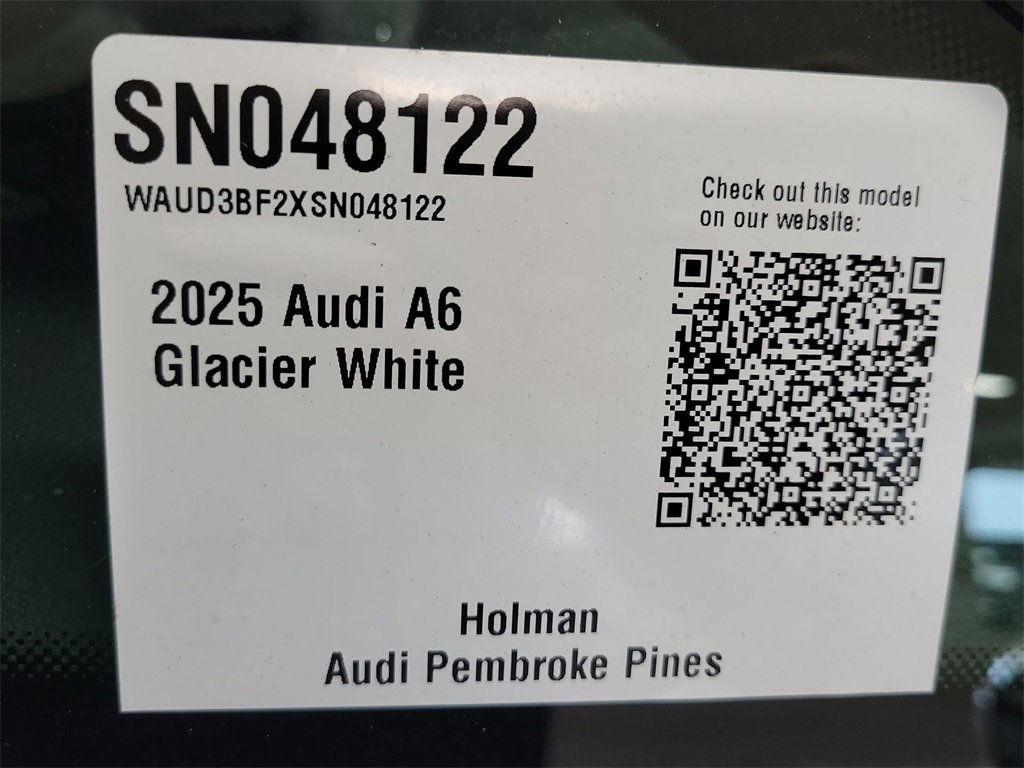 SN048122
WAUD3BF2XSN048122
Check out this model
on our website:
2025 Audi A6
Glacier White
Holman
Audi Pembroke Pines